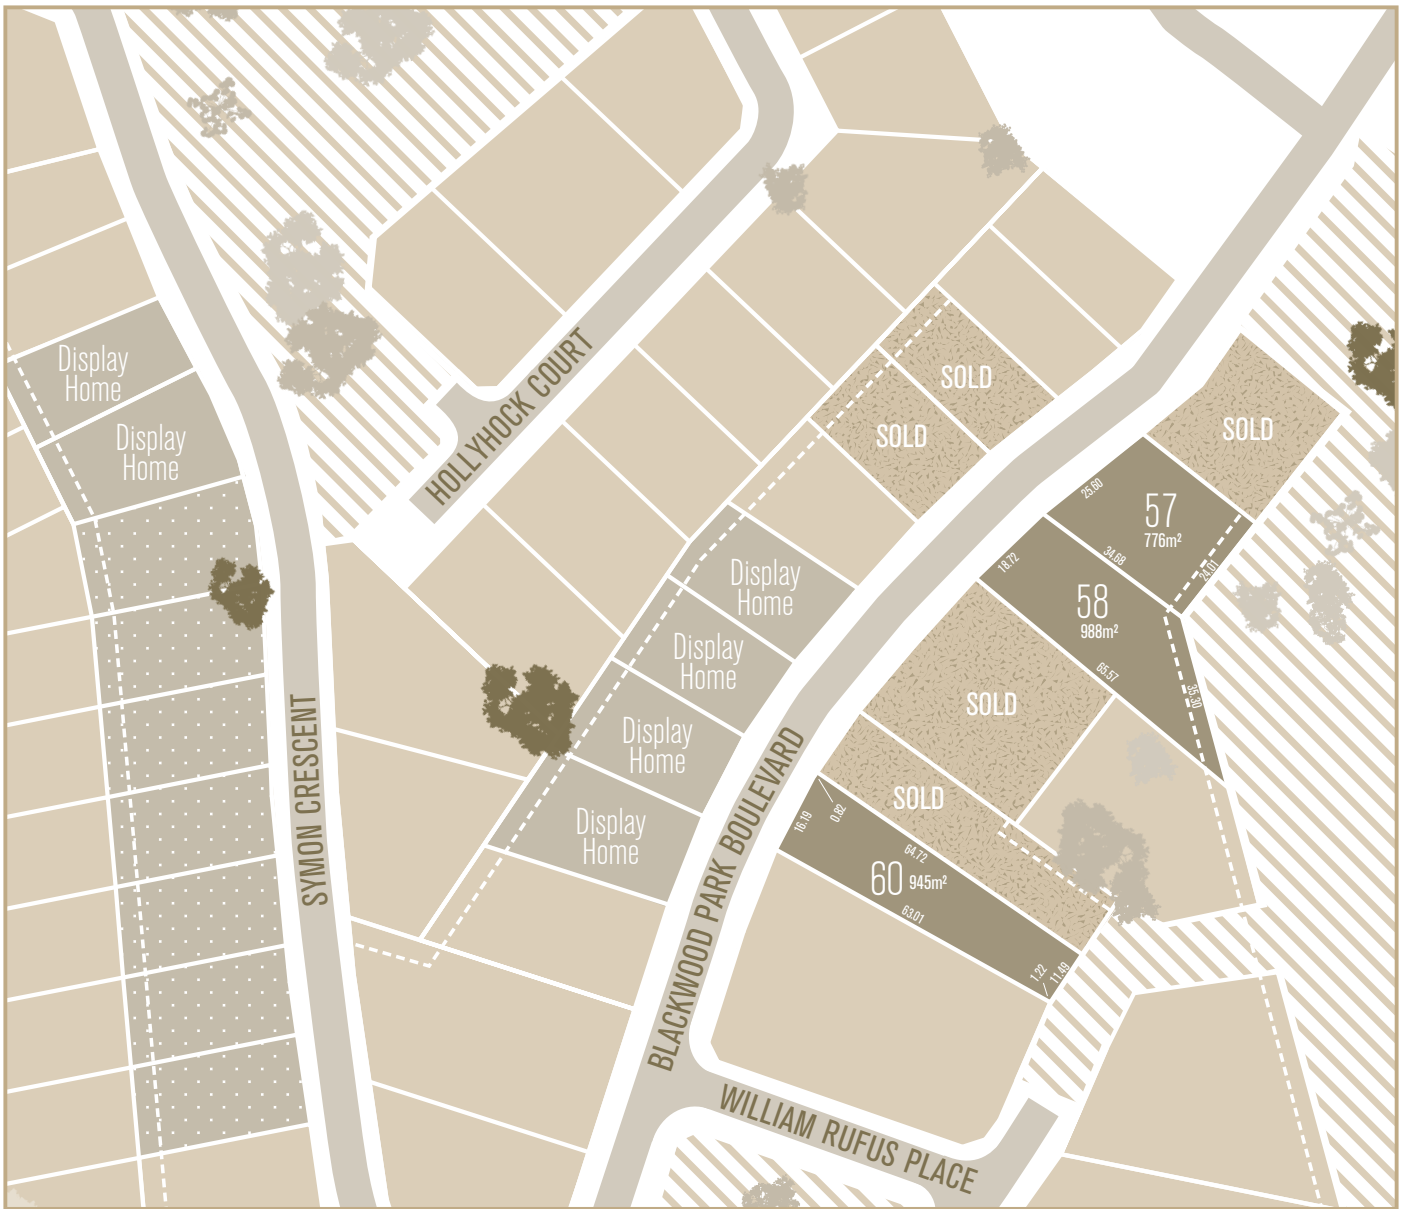 Display
Home
Display
Home
HOLLYHOCK COURT
SOLD
SOLD
SOLD
25.60
57
776m²
34.68
24.01
18.72
58
988m²
65.57
35.30
Display
Home
Display
Home
Display
Home
Display
Home
SOLD
SOLD
16.19
0.82
64.72
60 945m²
63.01
1.22
11.49
SYMON CRESCENT
BLACKWOOD PARK BOULEVARD
WILLIAM RUFUS PLACE